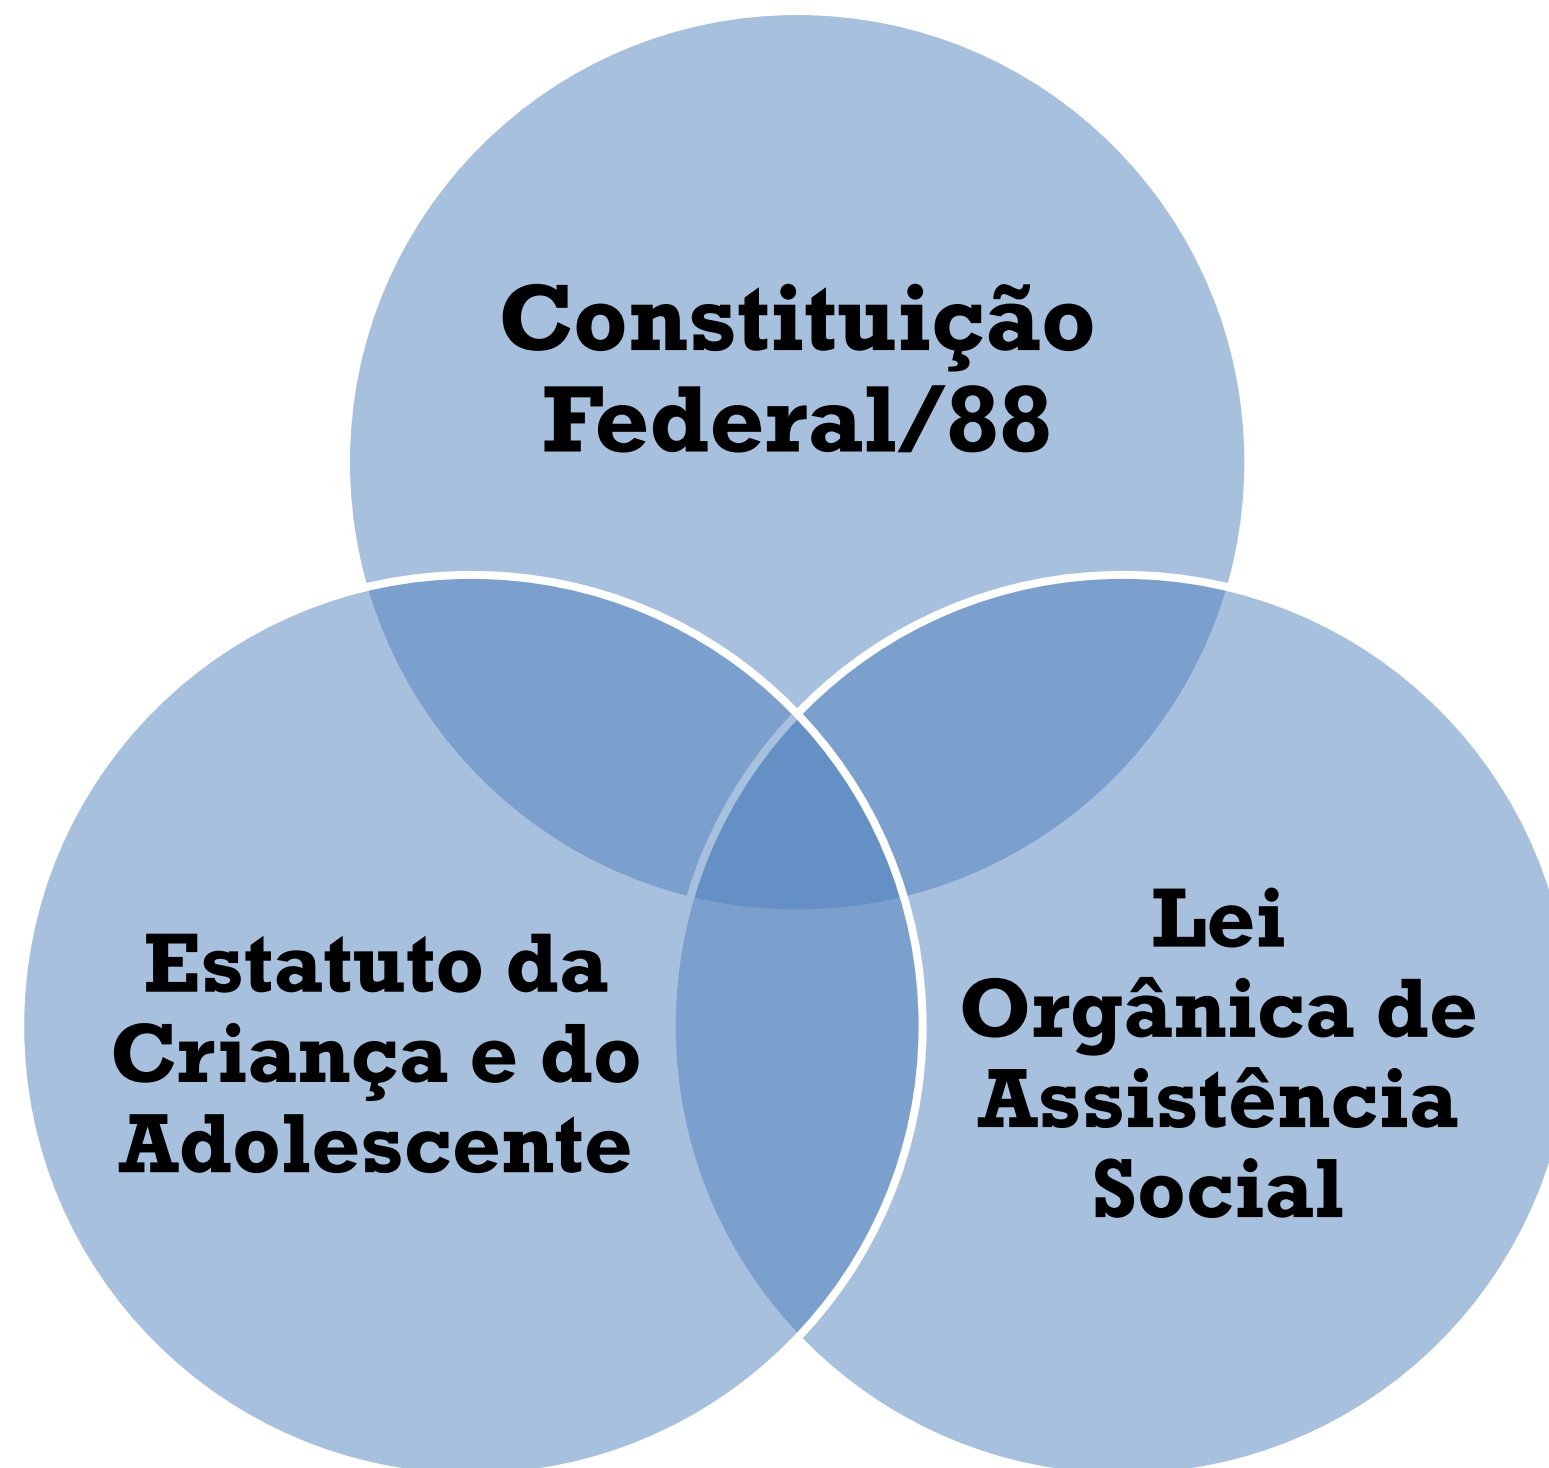 Constituição
Federal/88
Estatuto da
Criança e do
Adolescente
Lei
Orgânica de
Assistência
Social